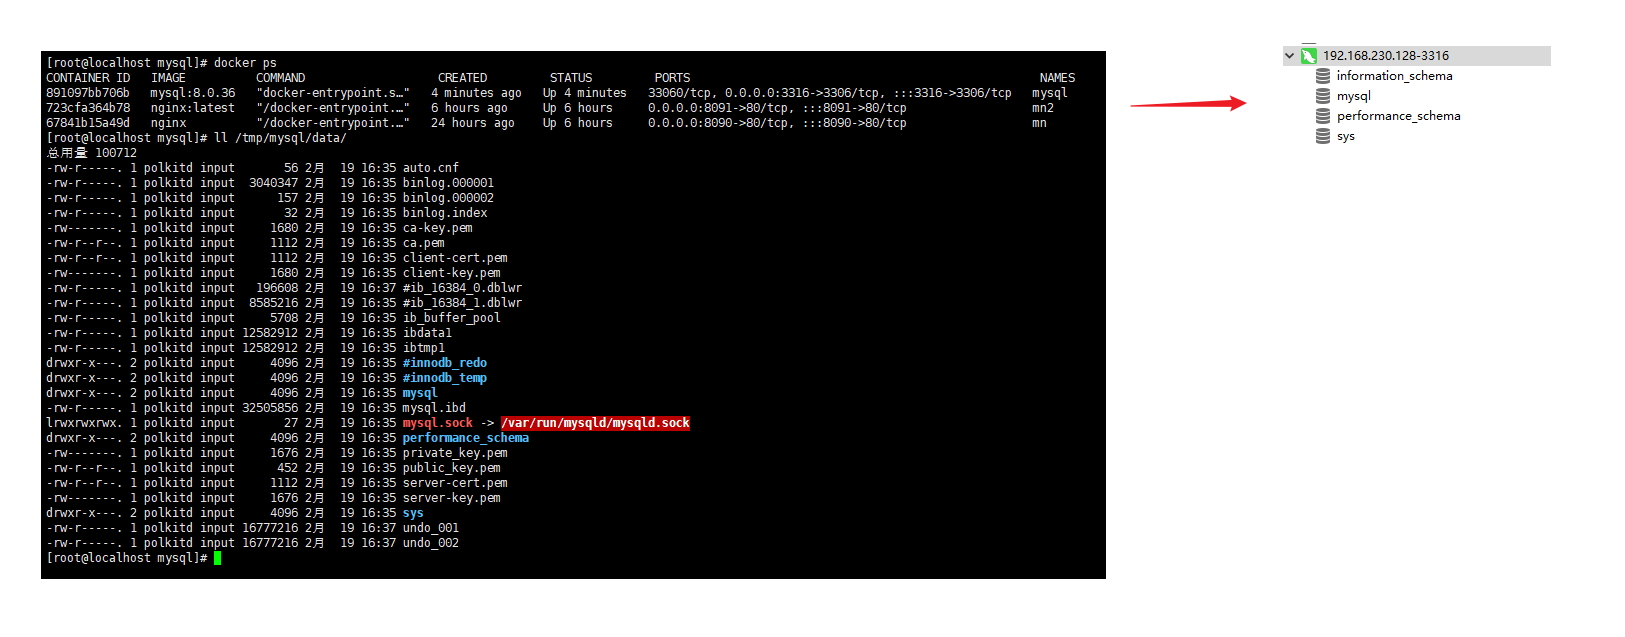 [root@localhost mysql]# docker ps
CONTAINER ID   IMAGE          COMMAND                   CREATED         STATUS         PORTS                                                  NAMES
891097bb706b   mysql:8.0.36   "docker-entrypoint.s…"   4 minutes ago   Up 4 minutes   33060/tcp, 0.0.0.0:3316->3306/tcp, :::3316->3306/tcp   mysql
723cfa364b78   nginx:latest   "/docker-entrypoint.…"   6 hours ago     Up 6 hours     0.0.0.0:8091->80/tcp, :::8091->80/tcp                  mn2
67841b15a49d   nginx          "/docker-entrypoint.…"   24 hours ago    Up 6 hours     0.0.0.0:8090->80/tcp, :::8090->80/tcp                  mn
[root@localhost mysql]# ll /tmp/mysql/data/
总用量 100712
-rw-r-----. 1 polkitd input       56 2月  19 16:35 auto.cnf
-rw-r-----. 1 polkitd input  3040347 2月  19 16:35 binlog.000001
-rw-r-----. 1 polkitd input      157 2月  19 16:35 binlog.000002
-rw-r-----. 1 polkitd input       32 2月  19 16:35 binlog.index
-rw-------. 1 polkitd input     1680 2月  19 16:35 ca-key.pem
-rw-r--r--. 1 polkitd input     1112 2月  19 16:35 ca.pem
-rw-r--r--. 1 polkitd input     1112 2月  19 16:35 client-cert.pem
-rw-------. 1 polkitd input     1680 2月  19 16:35 client-key.pem
-rw-r-----. 1 polkitd input   196608 2月  19 16:37 #ib_16384_0.dblwr
-rw-r-----. 1 polkitd input  8585216 2月  19 16:35 #ib_16384_1.dblwr
-rw-r-----. 1 polkitd input     5708 2月  19 16:35 ib_buffer_pool
-rw-r-----. 1 polkitd input 12582912 2月  19 16:35 ibdata1
-rw-r-----. 1 polkitd input 12582912 2月  19 16:35 ibtmp1
drwxr-x---. 2 polkitd input     4096 2月  19 16:35 #innodb_redo
drwxr-x---. 2 polkitd input     4096 2月  19 16:35 #innodb_temp
drwxr-x---. 2 polkitd input     4096 2月  19 16:35 mysql
-rw-r-----. 1 polkitd input 32505856 2月  19 16:35 mysql.ibd
lrwxrwxrwx. 1 polkitd input       27 2月  19 16:35 mysql.sock -> /var/run/mysqld/mysqld.sock
drwxr-x---. 2 polkitd input     4096 2月  19 16:35 performance_schema
-rw-------. 1 polkitd input     1676 2月  19 16:35 private_key.pem
-rw-r--r--. 1 polkitd input      452 2月  19 16:35 public_key.pem
-rw-r--r--. 1 polkitd input     1112 2月  19 16:35 server-cert.pem
-rw-------. 1 polkitd input     1676 2月  19 16:35 server-key.pem
drwxr-x---. 2 polkitd input     4096 2月  19 16:35 sys
-rw-r-----. 1 polkitd input 16777216 2月  19 16:37 undo_001
-rw-r-----. 1 polkitd input 16777216 2月  19 16:37 undo_002
[root@localhost mysql]#
192.168.230.128-3316
information_schema
mysql
performance_schema
sys